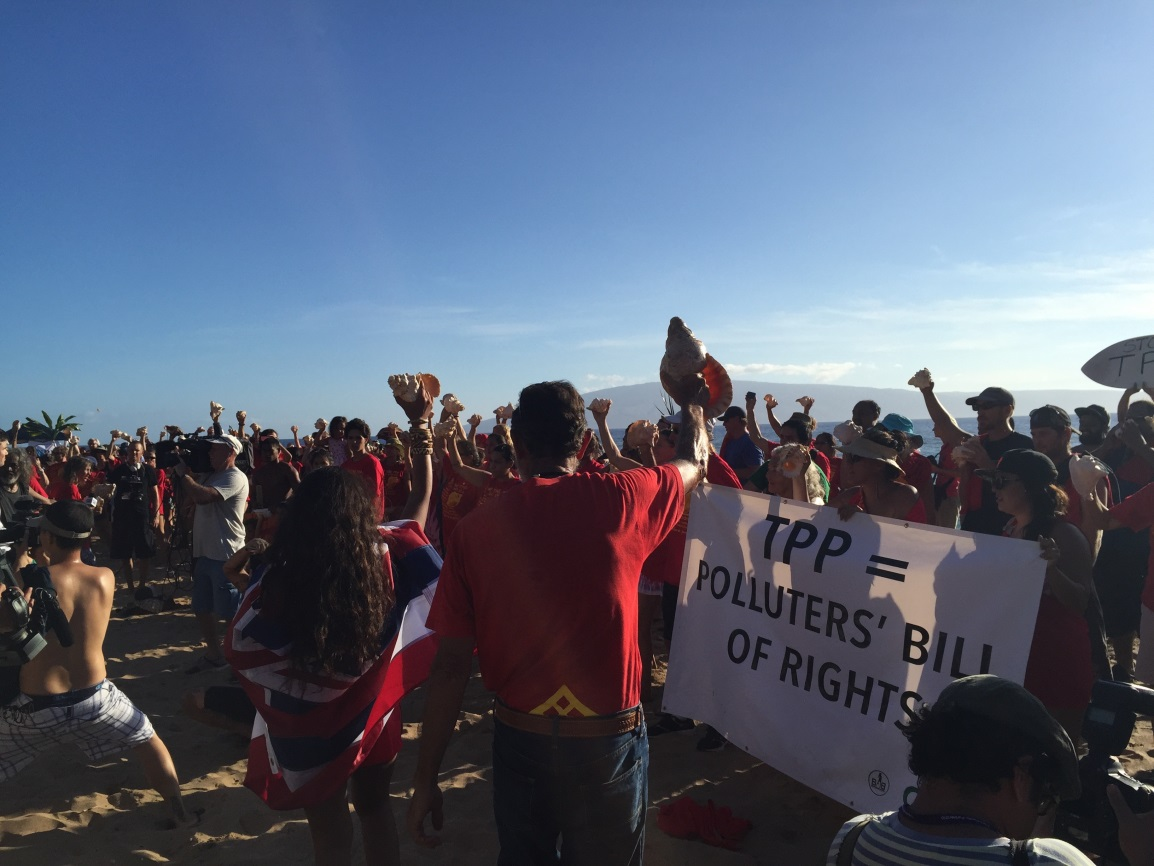 TPP =
POLLUTERS' BILL
OF RIGHTS